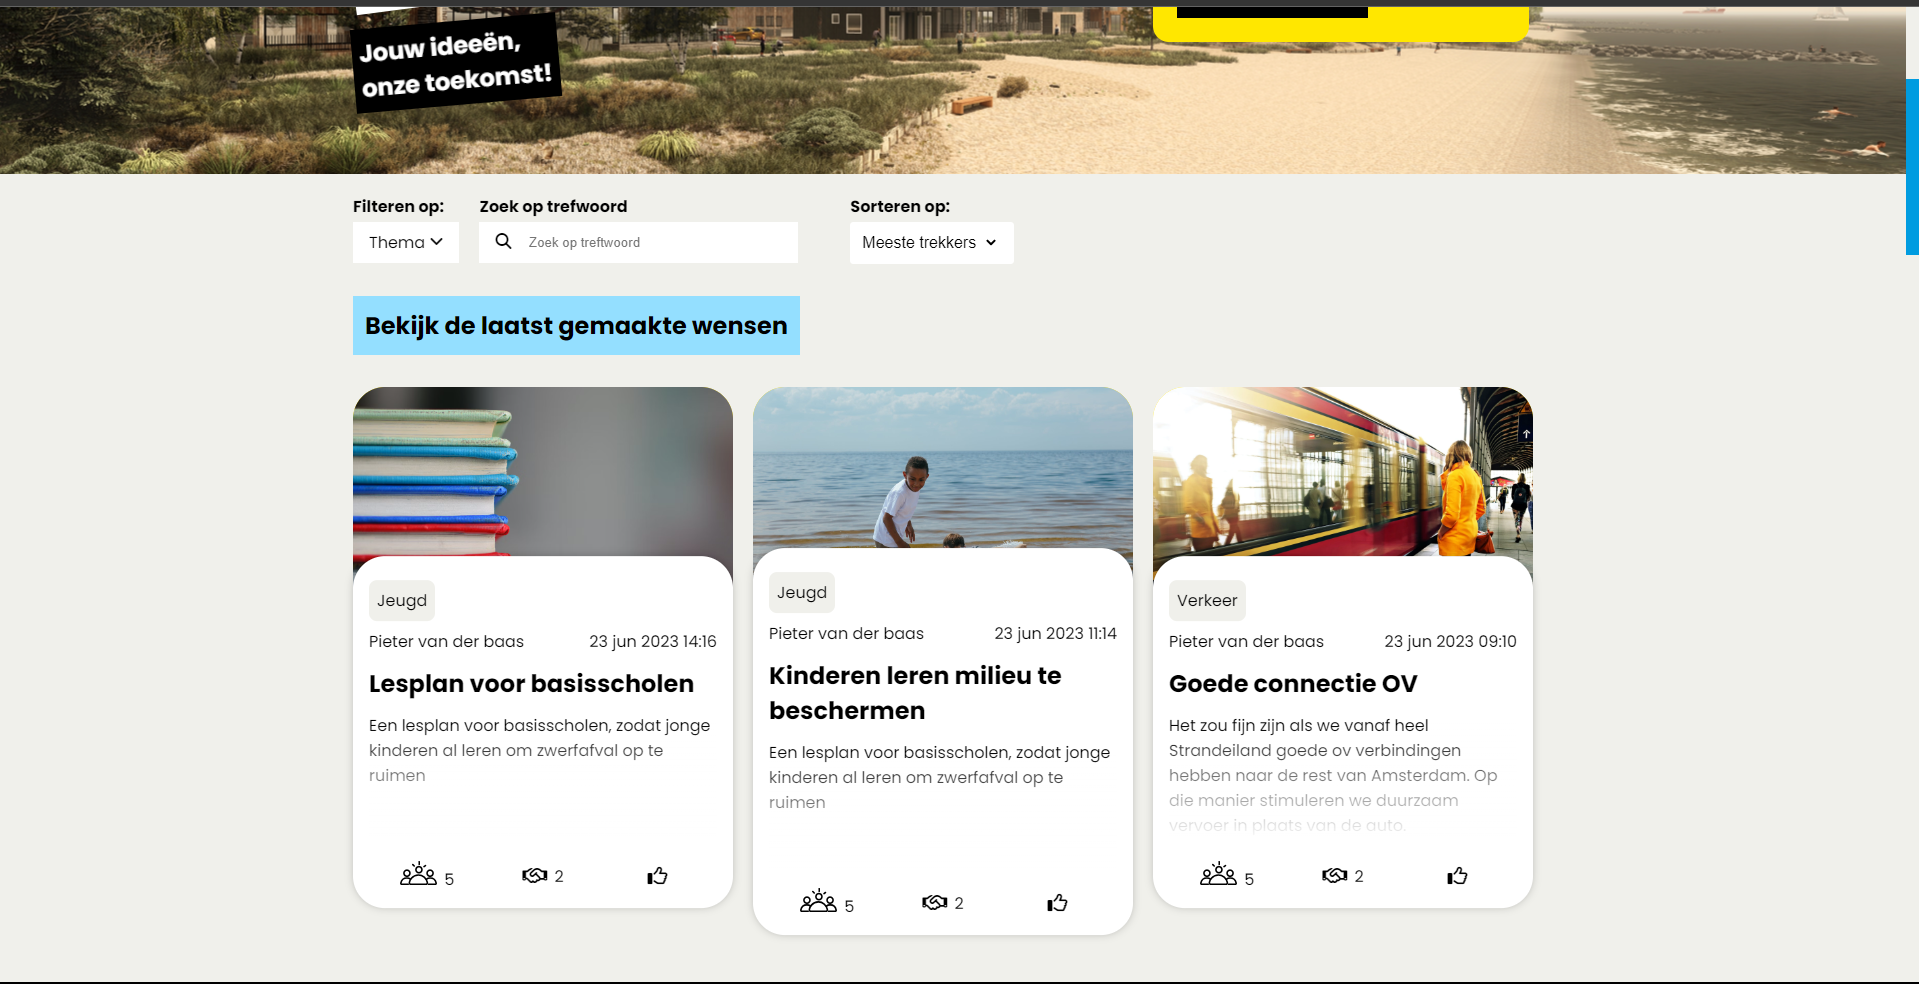 Jouw ideeën,
onze toekomst!
Filteren op:
Zoek op trefwoord
Sorteren op:
Thema
Zoek op treftwoord
Meeste trekkers
Bekijk de laatst gemaakte wensen
Jeugd
Pieter van der baas
23 jun 2023 14:16
Lesplan voor basisscholen
Een lesplan voor basisscholen, zodat jonge
kinderen al leren om zwerfafval op te
ruimen
5
2
Jeugd
Pieter van der baas
23 jun 2023 11:14
Kinderen leren milieu te
beschermen
Een lesplan voor basisscholen, zodat jonge
kinderen al leren om zwerfafval op te
ruimen
5
2
Verkeer
Pieter van der baas
23 jun 2023 09:10
Goede connectie OV
Het zou fijn zijn als we vanaf heel
Strandeiland goede ov verbindingen
hebben naar de rest van Amsterdam. Op
die manier stimuleren we duurzaam
vervoer in plaats van de auto.
5
2